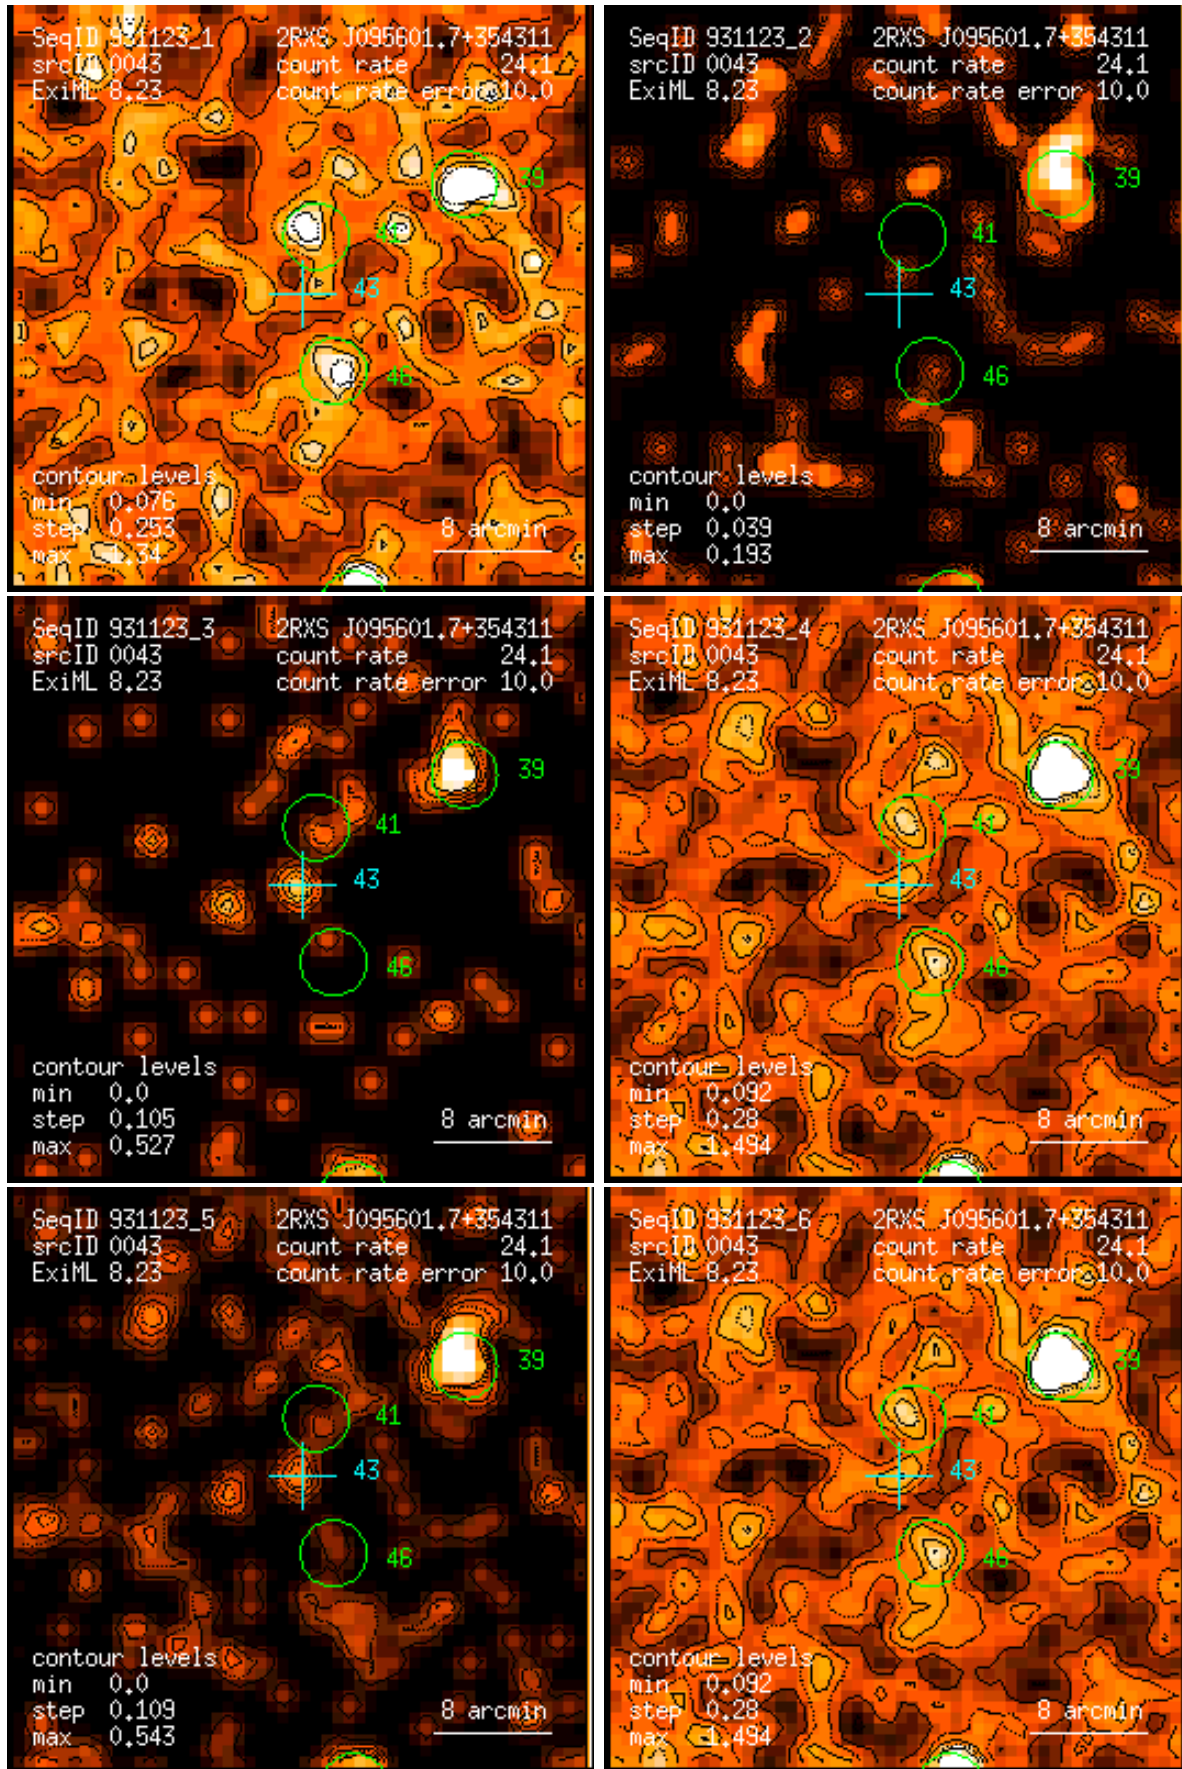 SeqID 931123_1 2RXS J095601.7+354311
srcID 0043 count rate 24.1
ExiML 8.23 count rate error 10.0
39
41
43
46
contour levels
min 0.076
step 0.253 8 arcmin
max 1.34
SeqID 931123_2 2RXS J095601.7+354311
srcID 0043 count rate 24.1
ExiML 8.23 count rate error 10.0
39
41
43
46
contour levels
min 0.0
step 0.039 8 arcmin
max 0.193
SeqID 931123_3 2RXS J095601.7+354311
srcID 0043 count rate 24.1
ExiML 8.23 count rate error 10.0
39
41
43
46
contour levels
min 0.0
step 0.105 8 arcmin
max 0.527
SeqID 931123_4 2RXS J095601.7+354311
srcID 0043 count rate 24.1
ExiML 8.23 count rate error 10.0
39
41
43
46
contour levels
min 0.092
step 0.28 8 arcmin
max 1.494
SeqID 931123_5 2RXS J095601.7+354311
srcID 0043 count rate 24.1
ExiML 8.23 count rate error 10.0
39
41
43
46
contour levels
min 0.0
step 0.109 8 arcmin
max 0.543
SeqID 931123_6 2RXS J095601.7+354311
srcID 0043 count rate 24.1
ExiML 8.23 count rate error 10.0
39
41
43
46
contour levels
min 0.092
step 0.28 8 arcmin
max 1.494